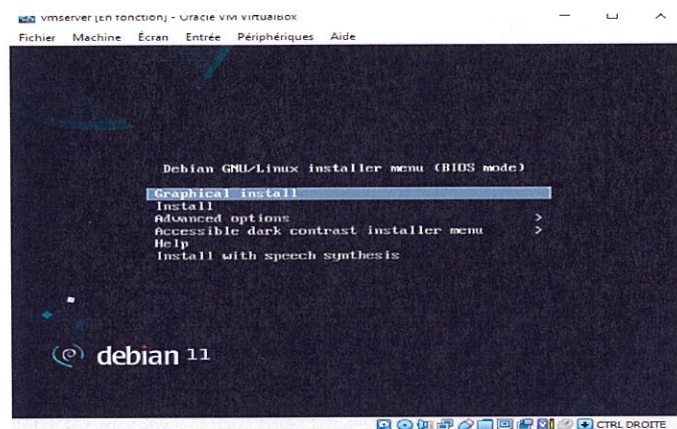 vmserver [En fonction] - Oracle VM VirtualBox
Fichier Machine Écran Entrée Périphériques Aide
Debian GNU/Linux installer menu (BIOS mode)
Graphical install
Install
Advanced options >
Accessible dark contrast installer menu >
Help
Install with speech synthesis
debian 11
CTRL DROITE